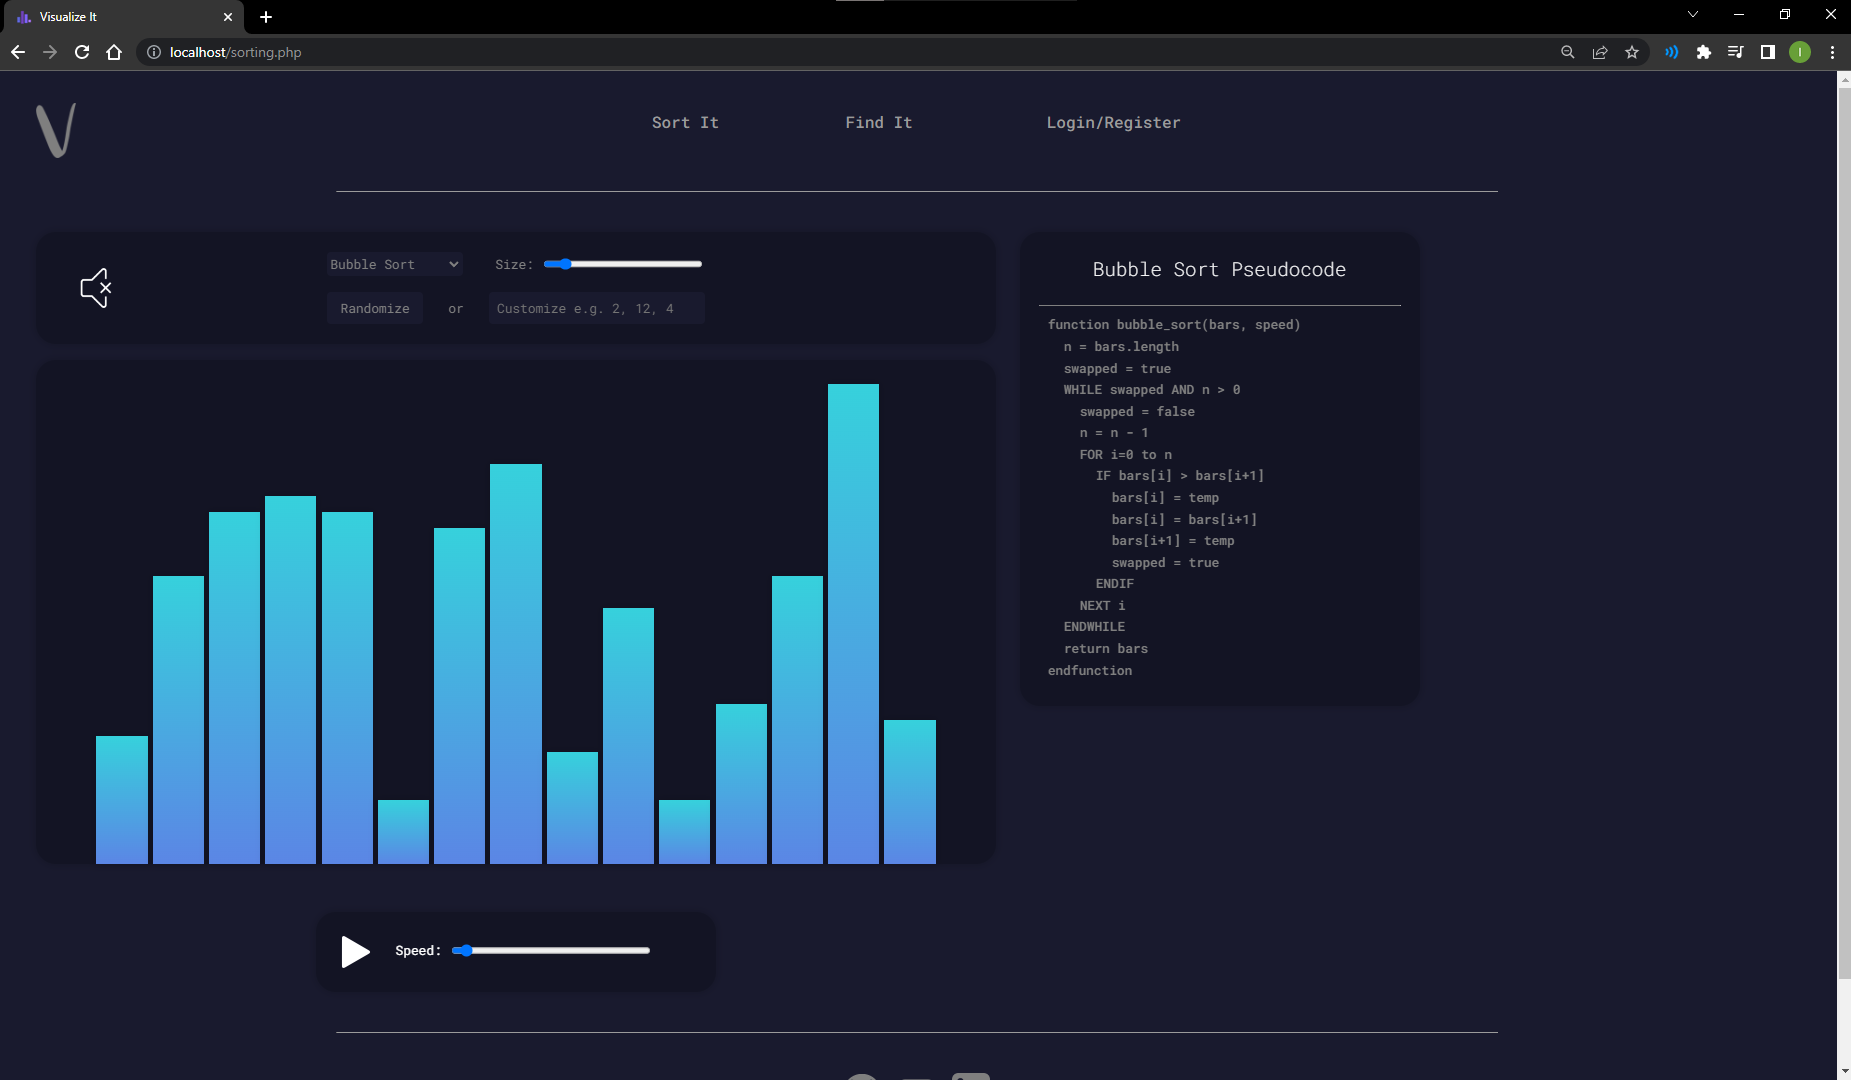 Visualize It
localhost/sorting.php
I
V
Sort It
Find It
Login/Register
Bubble Sort
Size:
Randomize
or
Customize e.g. 2, 12, 4
Bubble Sort Pseudocode
function bubble_sort(bars, speed)
n = bars.length
swapped = true
WHILE swapped AND n > 0
swapped = false
n = n - 1
FOR i=0 to n
IF bars[i] > bars[i+1]
bars[i] = temp
bars[i] = bars[i+1]
bars[i+1] = temp
swapped = true
ENDIF
NEXT i
ENDWHILE
return bars
endfunction
Speed: